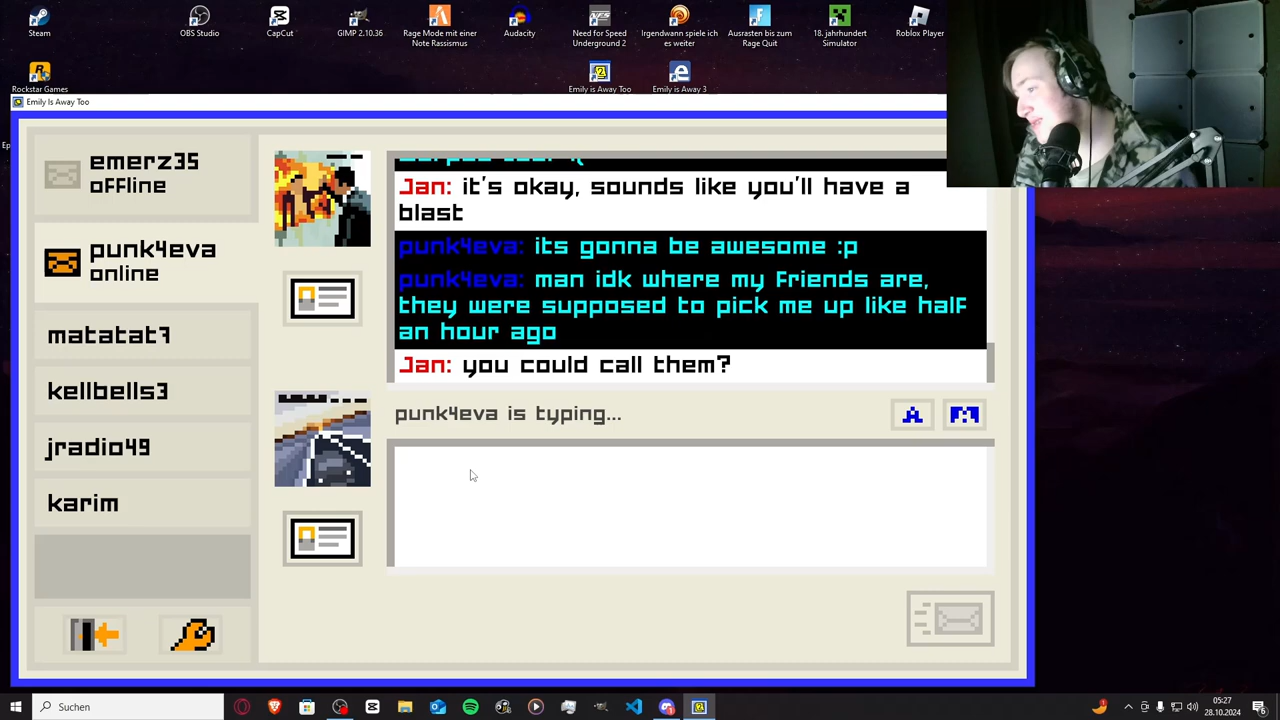 Steam
OBS Studio
CapCut
GIMP 2.10.36
Rage Mode mit einer
Note Rassismus
Audacity
Need for Speed
Underground 2
Irgendwann spiele ich
es weiter
Ausrasten bis zum
Rage Quit
18. jahrhundert
Simulator
Roblox Player
Rockstar Games
Emily is Away Too
Emily is Away 3
Emily Is Away Too
Ep
emerz35
offline
punk4eva
online
matatat7
kellbells3
jradio49
karim
Jan: it's okay, sounds like you'll have a
blast
punk4eva: its gonna be awesome :p
punk4eva: man idk where my friends are,
they were supposed to pick me up like half
an hour ago
Jan: you could call them?
punk4eva is typing...
A
M
Suchen
05:27
28.10.2024